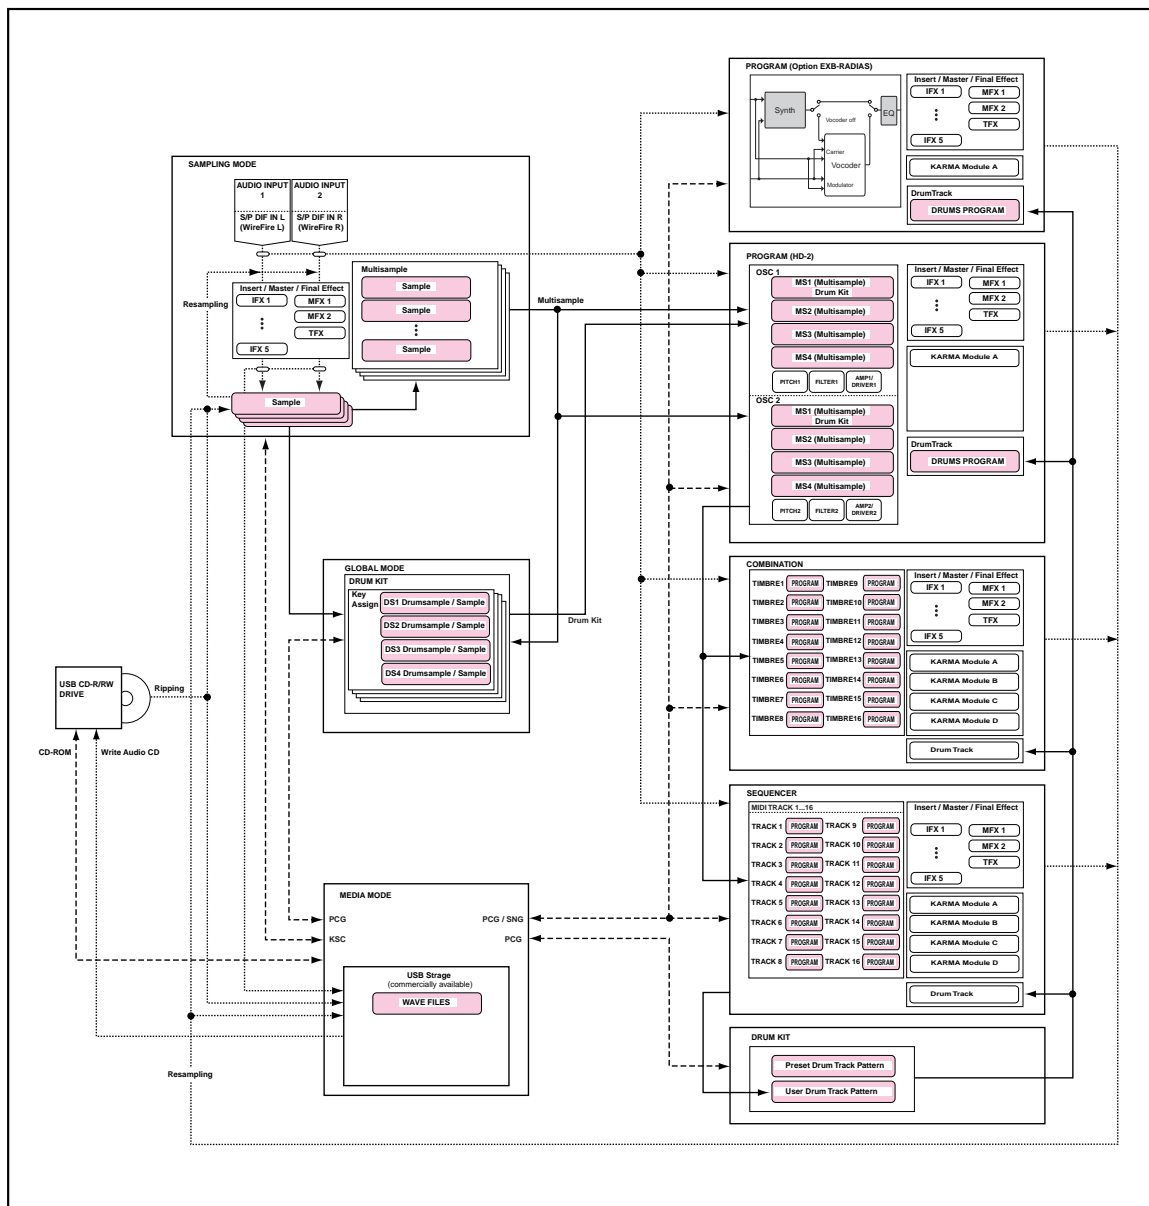 SAMPLING MODE
AUDIO INPUT
1
AUDIO INPUT
2
S/P DIF IN L
(WireFire L)
S/P DIF IN R
(WireFire R)
Resampling
Insert / Master / Final Effect
IFX 1
IFX 5
MFX 1
MFX 2
TFX
Sample
Multisample
Sample
Sample
Sample
Multisample
GLOBAL MODE
DRUM KIT
Key
Assign
DS1 Drumsample / Sample
DS2 Drumsample / Sample
DS3 Drumsample / Sample
DS4 Drumsample / Sample
Drum Kit
USB CD-R/RW
DRIVE
Ripping
CD-ROM
Write Audio CD
MEDIA MODE
PCG
KSC
PCG / SNG
PCG
USB Strage
(commercially available)
WAVE FILES
Resampling
PROGRAM (Option EXB-RADIAS)
Synth
Vocoder off
EQ
Carrier
Vocoder
Modulator
Insert / Master / Final Effect
IFX 1
IFX 5
MFX 1
MFX 2
TFX
KARMA Module A
DrumTrack
DRUMS PROGRAM
PROGRAM (HD-2)
OSC 1
MS1 (Multisample)
Drum Kit
MS2 (Multisample)
MS3 (Multisample)
MS4 (Multisample)
PITCH1
FILTER1
AMP1/
DRIVER1
OSC 2
MS1 (Multisample)
Drum Kit
MS2 (Multisample)
MS3 (Multisample)
MS4 (Multisample)
PITCH2
FILTER2
AMP2/
DRIVER2
Insert / Master / Final Effect
IFX 1
IFX 5
MFX 1
MFX 2
TFX
KARMA Module A
DrumTrack
DRUMS PROGRAM
COMBINATION
TIMBRE1 PROGRAM TIMBRE9 PROGRAM
TIMBRE2 PROGRAM TIMBRE10 PROGRAM
TIMBRE3 PROGRAM TIMBRE11 PROGRAM
TIMBRE4 PROGRAM TIMBRE12 PROGRAM
TIMBRE5 PROGRAM TIMBRE13 PROGRAM
TIMBRE6 PROGRAM TIMBRE14 PROGRAM
TIMBRE7 PROGRAM TIMBRE15 PROGRAM
TIMBRE8 PROGRAM TIMBRE16 PROGRAM
Insert / Master / Final Effect
IFX 1
IFX 5
MFX 1
MFX 2
TFX
KARMA Module A
KARMA Module B
KARMA Module C
KARMA Module D
Drum Track
SEQUENCER
MIDI TRACK 1...16
TRACK 1 PROGRAM TRACK 9 PROGRAM
TRACK 2 PROGRAM TRACK 10 PROGRAM
TRACK 3 PROGRAM TRACK 11 PROGRAM
TRACK 4 PROGRAM TRACK 12 PROGRAM
TRACK 5 PROGRAM TRACK 13 PROGRAM
TRACK 6 PROGRAM TRACK 14 PROGRAM
TRACK 7 PROGRAM TRACK 15 PROGRAM
TRACK 8 PROGRAM TRACK 16 PROGRAM
Insert / Master / Final Effect
IFX 1
IFX 5
MFX 1
MFX 2
TFX
KARMA Module A
KARMA Module B
KARMA Module C
KARMA Module D
Drum Track
DRUM KIT
Preset Drum Track Pattern
User Drum Track Pattern